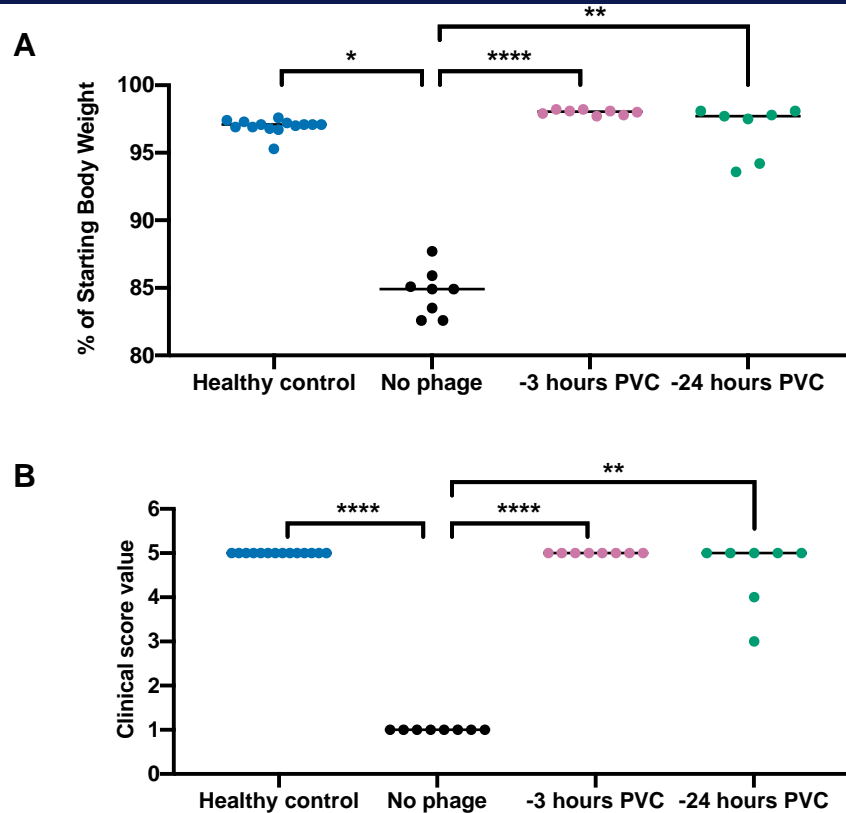 A
**
*
****
% of Starting Body Weight
100
95
90
85
80
Healthy control
No phage
-3 hours PVC
-24 hours PVC
B
**
****
****
Clinical score value
6
5
4
3
2
1
0
Healthy control
No phage
-3 hours PVC
-24 hours PVC